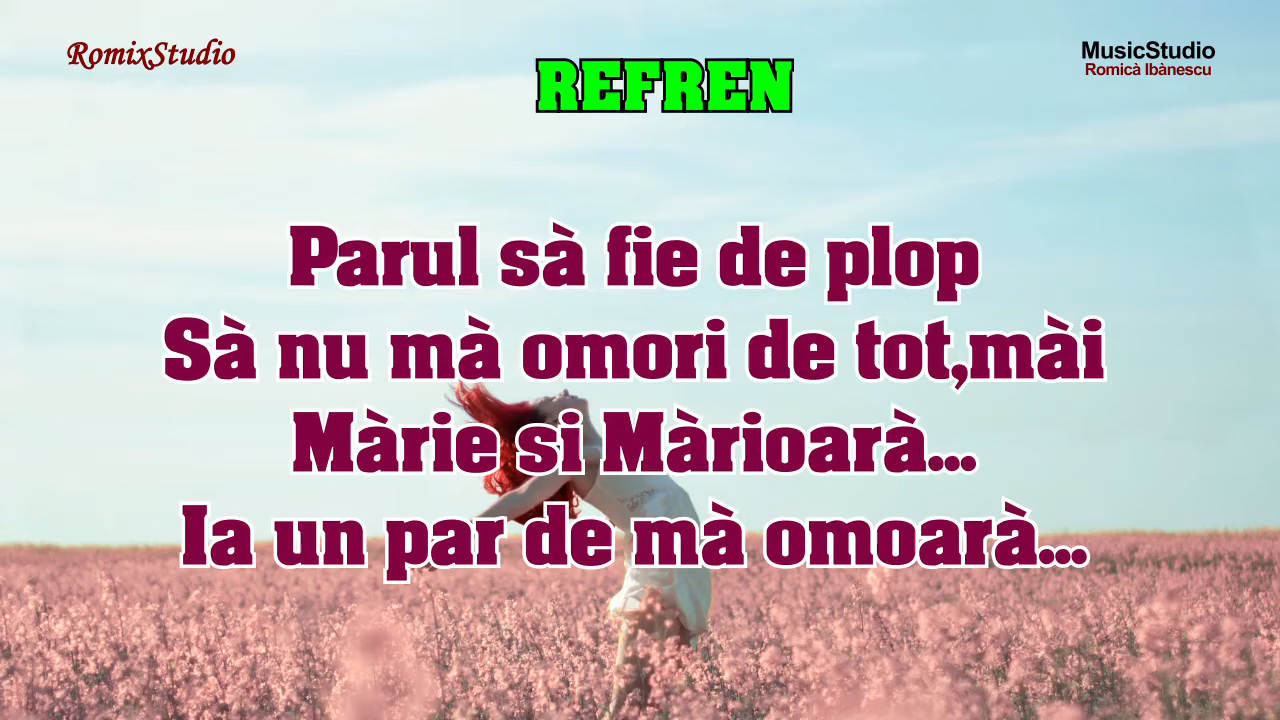 RomixStudio
MusicStudio
Romicà Ibànescu
REFREN
Parul sà fie de plop
Sà nu mà omori de tot,mài
Màrie si Màrioarà...
Ia un par de mà omoarà...